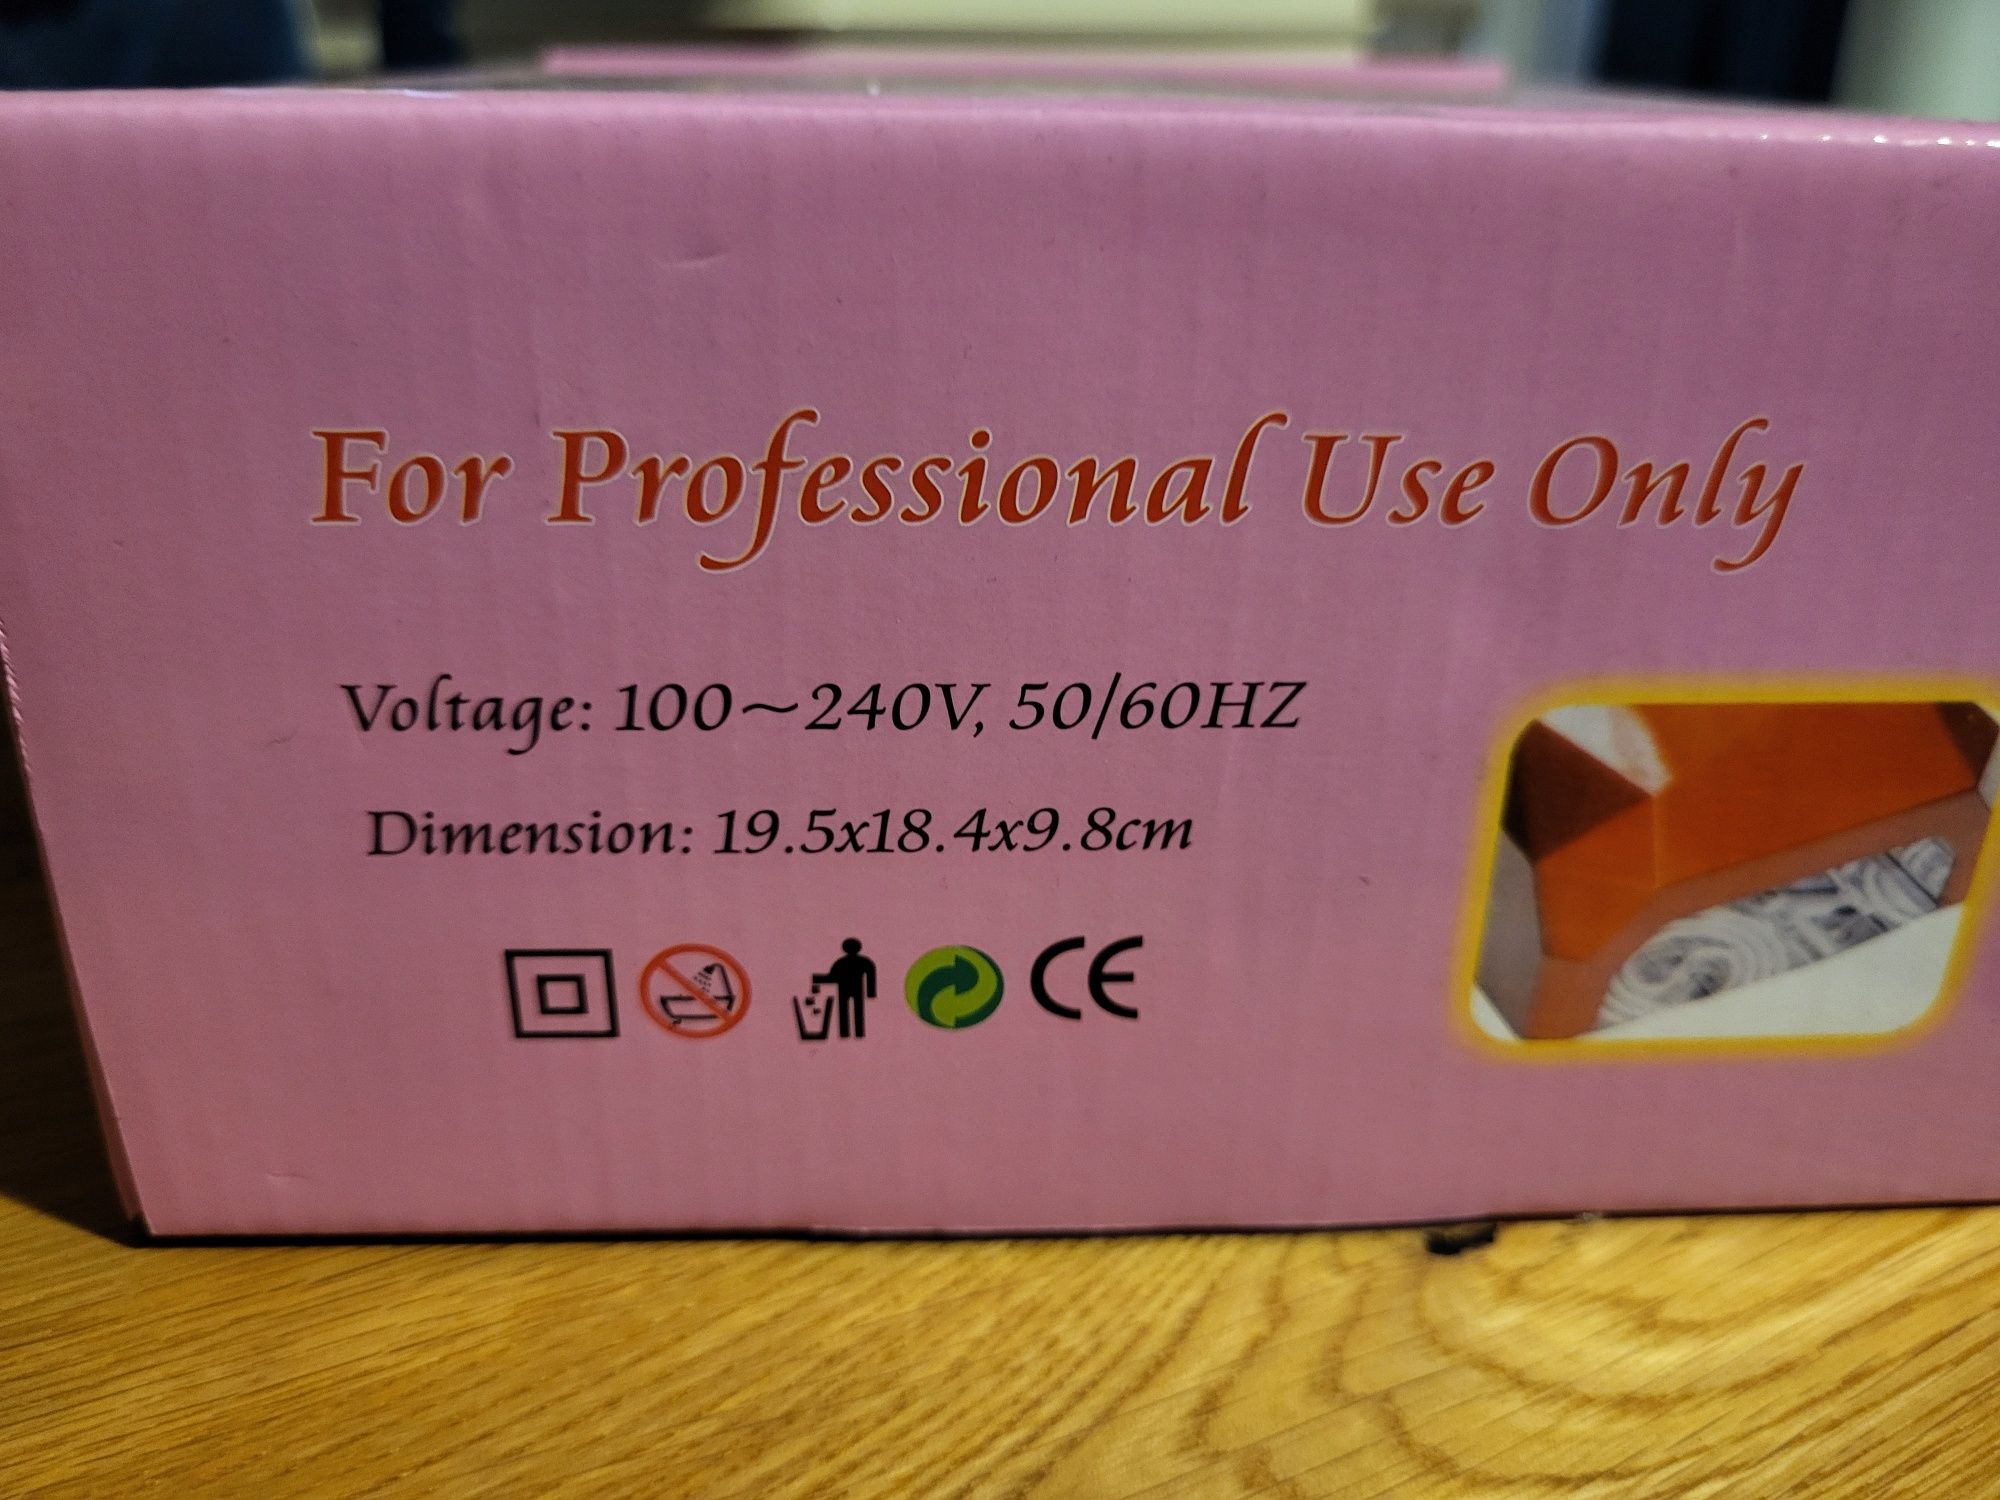 For Professional Use Only
Voltage: 100~240V, 50/60HZ
Dimension: 19.5x18.4x9.8cm
CE